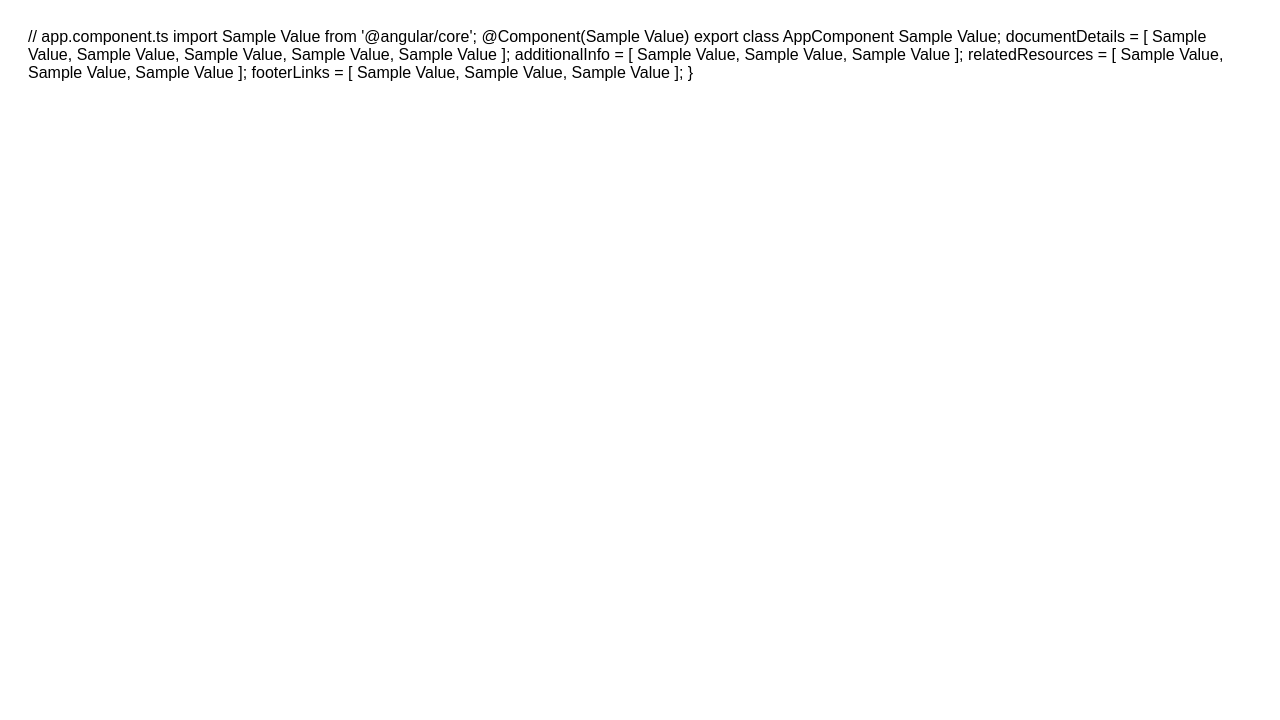 // app.component.ts import Sample Value from '@angular/core'; @Component(Sample Value) export class AppComponent Sample Value; documentDetails = [ Sample
Value, Sample Value, Sample Value, Sample Value, Sample Value ]; additionalInfo = [ Sample Value, Sample Value, Sample Value ]; relatedResources = [ Sample Value,
Sample Value, Sample Value ]; footerLinks = [ Sample Value, Sample Value, Sample Value ]; }